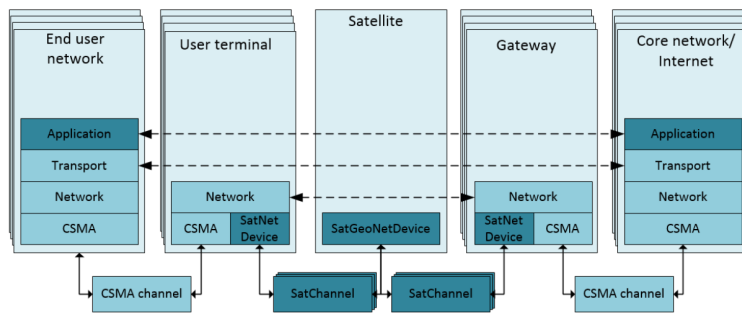 End user
network
User terminal
Satellite
Gateway
Core network/
Internet
Application
Transport
Network
CSMA
Network
CSMA
SatNet
Device
SatGeoNetDevice
Network
SatNet
Device
CSMA
Application
Transport
Network
CSMA
CSMA channel
SatChannel
SatChannel
CSMA channel